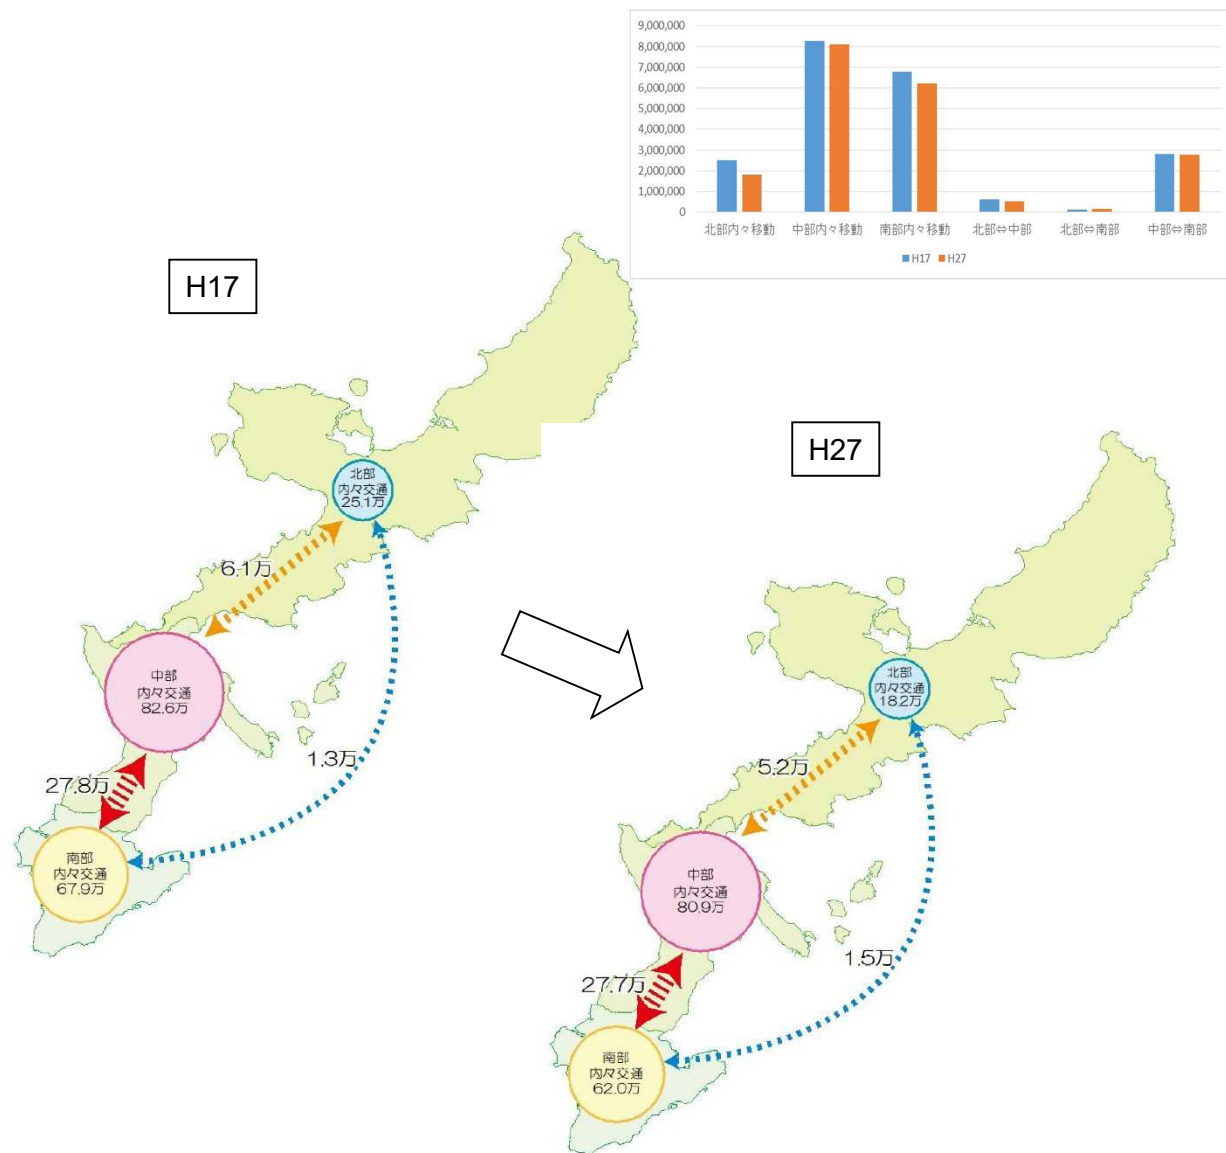 9,000,000
8,000,000
7,000,000
6,000,000
5,000,000
4,000,000
3,000,000
2,000,000
1,000,000
0
北部内々移動 中部内々移動 南部内々移動 北部⇔中部 北部⇔南部 中部⇔南部
H17 H27
H17
北部
内々交通
25.1万
6.1万
中部
内々交通
82.6万
1.3万
27.8万
南部
内々交通
67.9万
H27
北部
内々交通
18.2万
5.2万
中部
内々交通
80.9万
1.5万
27.7万
南部
内々交通
62.0万